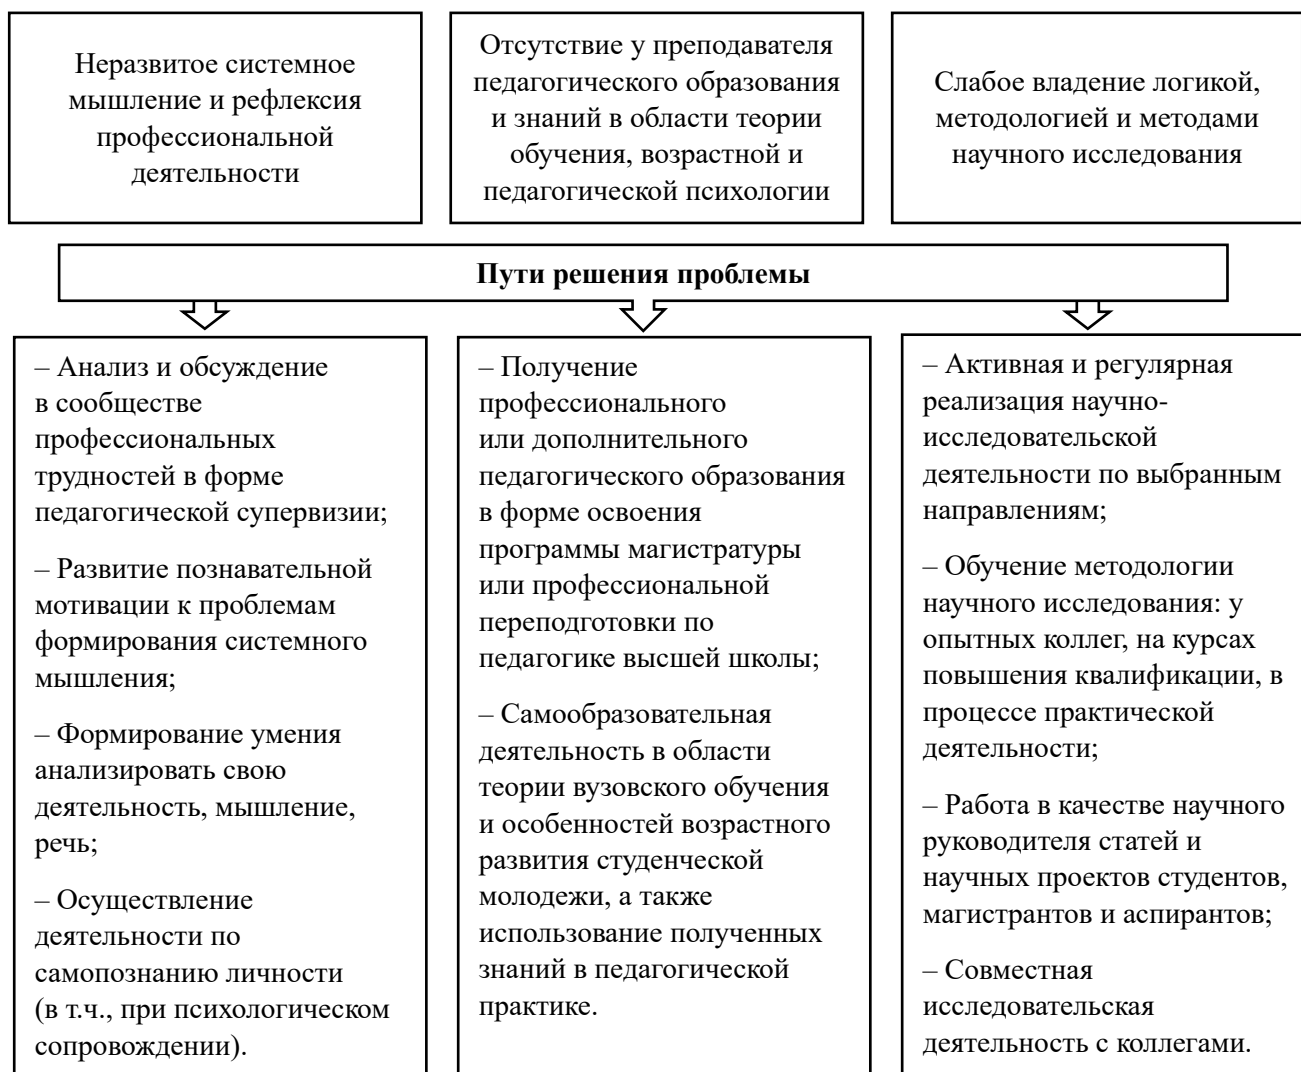 Неразвитое системное
мышление и рефлексия
профессиональной
деятельности
Отсутствие у преподавателя
педагогического образования
и знаний в области теории
обучения, возрастной и
педагогической психологии
Слабое владение логикой,
методологией и методами
научного исследования
Пути решения проблемы
– Анализ и обсуждение
в сообществе
профессиональных
трудностей в форме
педагогической супервизии;
– Развитие познавательной
мотивации к проблемам
формирования системного
мышления;
– Формирование умения
анализировать свою
деятельность, мышление,
речь;
– Осуществление
деятельности по
самопознанию личности
(в т.ч., при психологическом
сопровождении).
– Получение
профессионального
или дополнительного
педагогического образования
в форме освоения
программы магистратуры
или профессиональной
переподготовки по
педагогике высшей школы;
– Самообразовательная
деятельность в области
теории вузовского обучения
и особенностей возрастного
развития студенческой
молодежи, а также
использование полученных
знаний в педагогической
практике.
– Активная и регулярная
реализация научно-
исследовательской
деятельности по выбранным
направлениям;
– Обучение методологии
научного исследования: у
опытных коллег, на курсах
повышения квалификации, в
процессе практической
деятельности;
– Работа в качестве научного
руководителя статей и
научных проектов студентов,
магистрантов и аспирантов;
– Совместная
исследовательская
деятельность с коллегами.